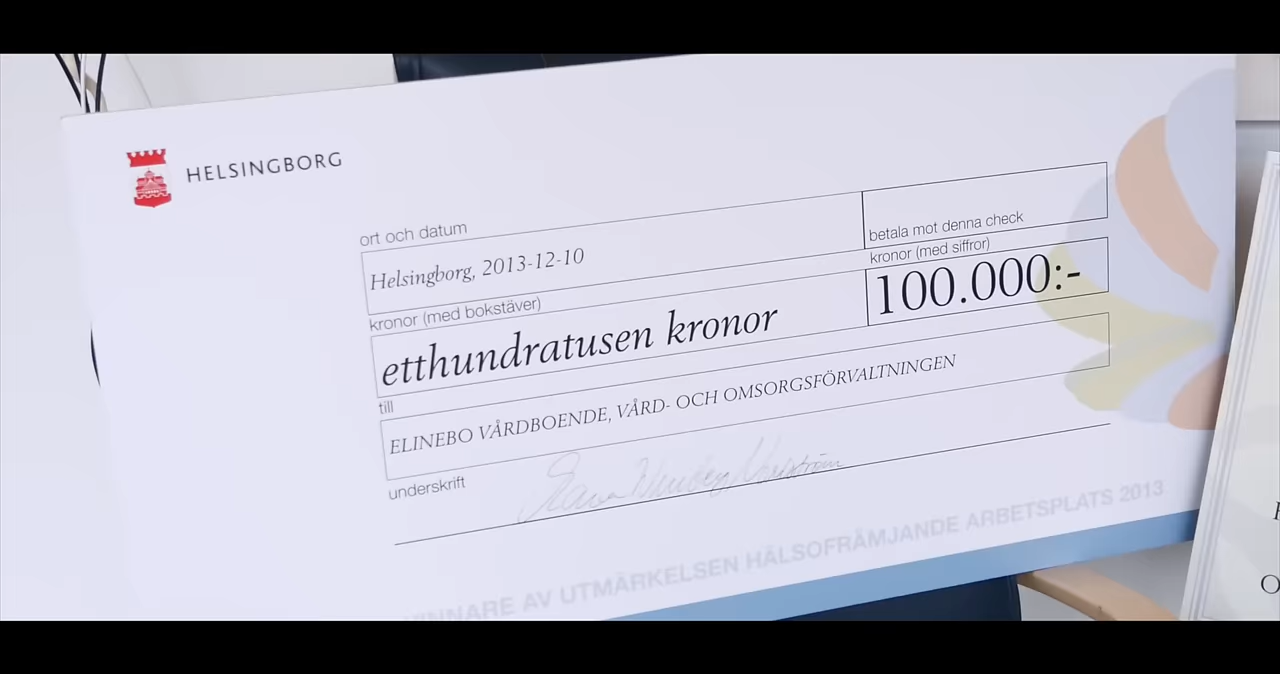 HELSINGBORG
ort och datum
Helsingborg, 2013-12-10
betala mot denna check
kronor (med bokstäver)
kronor (med siffror)
etthundratusen kronor
100.000:-
till
ELINEBO VÅRDBOENDE, VÅRD- OCH OMSORGSFÖRVALTNINGEN
underskrift
AV UTMÄRKELSEN HÄLSOFRÄMJANDE ARBETSPLATS 2013